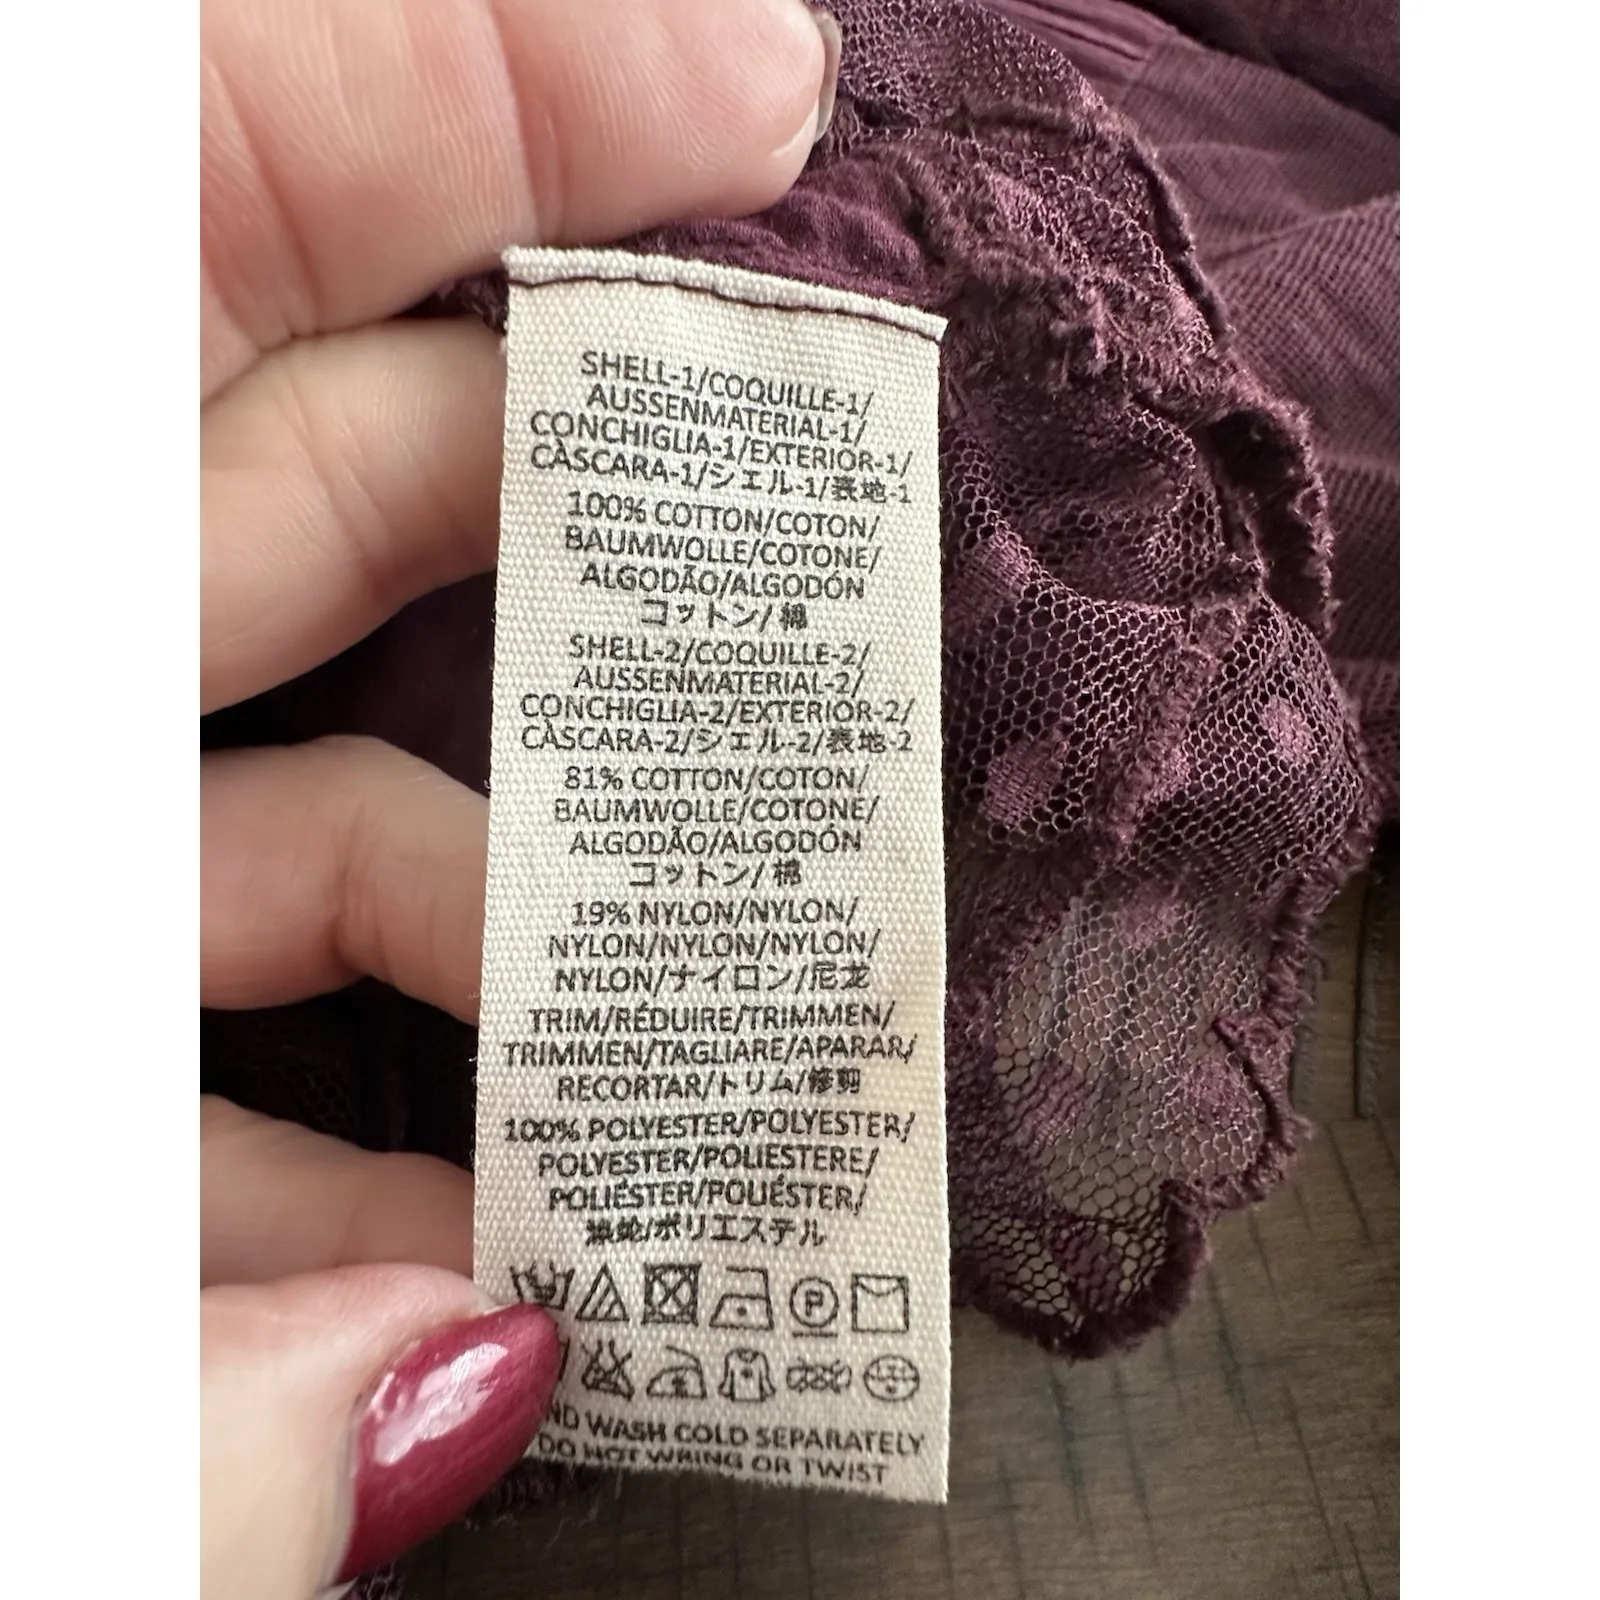 SHELL-1/COQUILLE-1/
AUSSENMATERIAL-1/
CONCHIGLIA-1/EXTERIOR-1/
CÀSCARA-1/シェル-1/表地-1
100% COTTON/COTON/
BAUMWOLLE/COTONE/
ALGODÃO/ALGODÓN
コットン/ 棉
SHELL-2/COQUILLE-2/
AUSSENMATERIAL-2/
CONCHIGLIA-2/EXTERIOR-2/
CÀSCARA-2/シェル-2/表地-2
81% COTTON/COTON/
BAUMWOLLE/COTONE/
ALGODÃO/ALGODÓN
コットン/ 棉
19% NYLON/NYLON/
NYLON/NYLON/NYLON/
NYLON/ナイロン/尼龙
TRIM/RÉDUIRE/TRIMMEN/
TRIMMEN/TAGLIARE/APARAR/
RECORTAR/トリム/修剪
100% POLYESTER/POLYESTER/
POLYESTER/POLIESTERE/
POLIÉSTER/POLIÉSTER/
/ポリエステル
P
WASH COLD SEPARATELY
DO NOT WRING OR TWIST